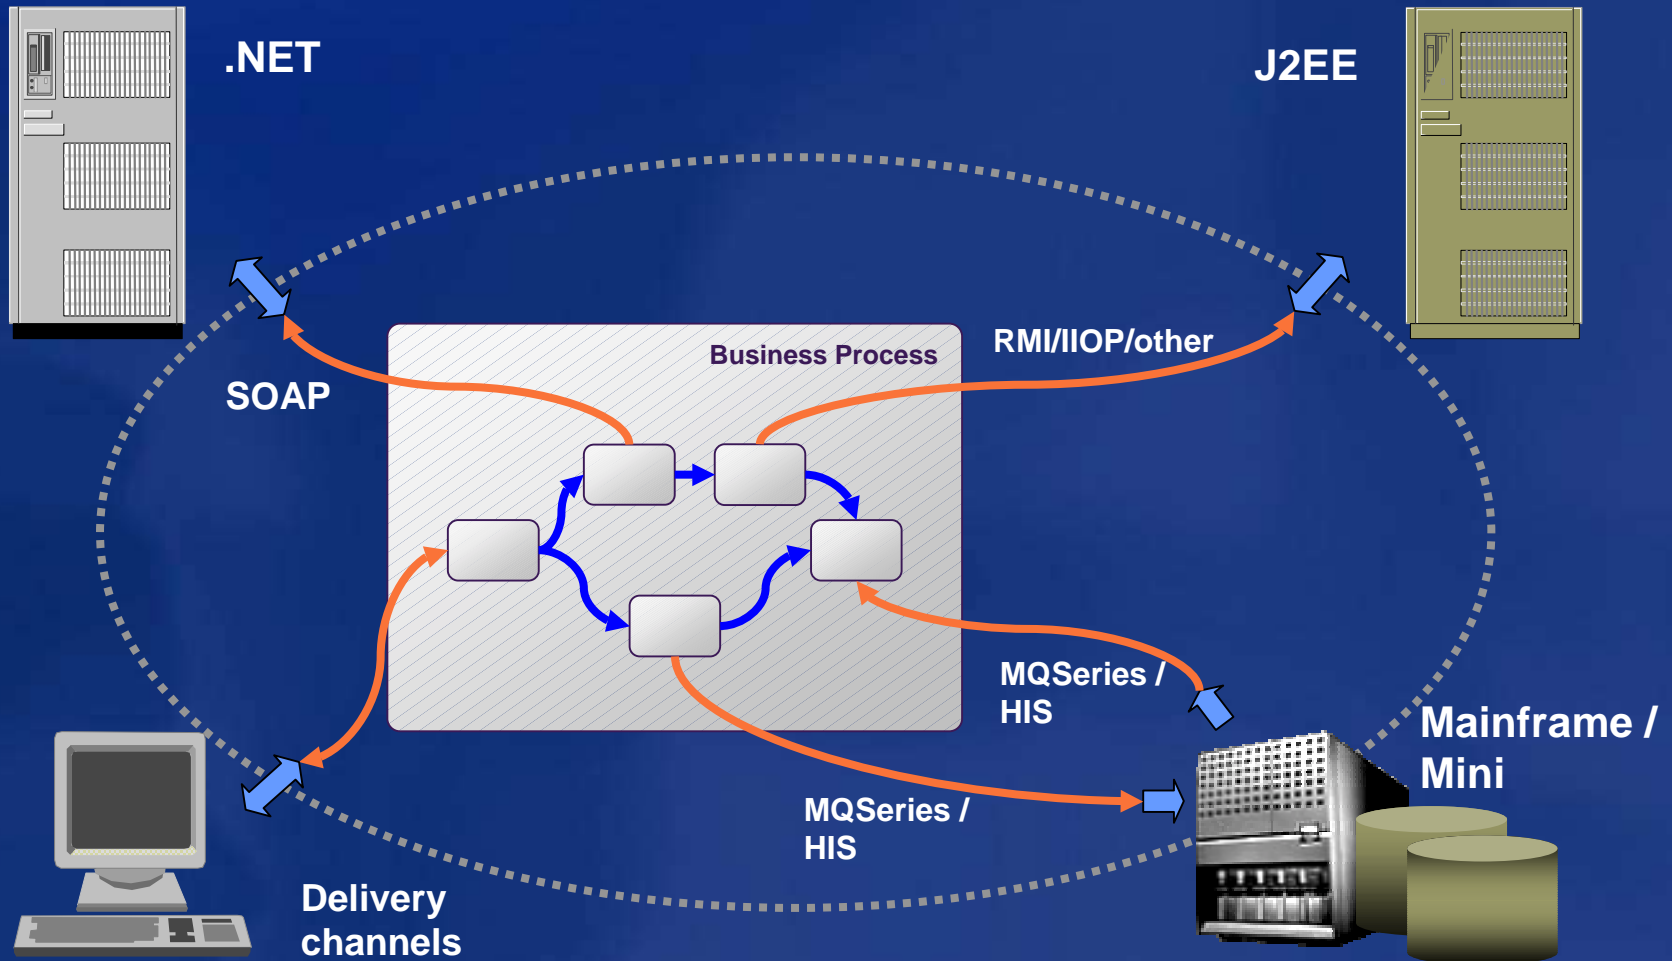 .NET
J2EE
RMI/IIOP/other
Business Process
SOAP
MQSeries /
HIS
Mainframe /
Mini
MQSeries /
HIS
Delivery
channels